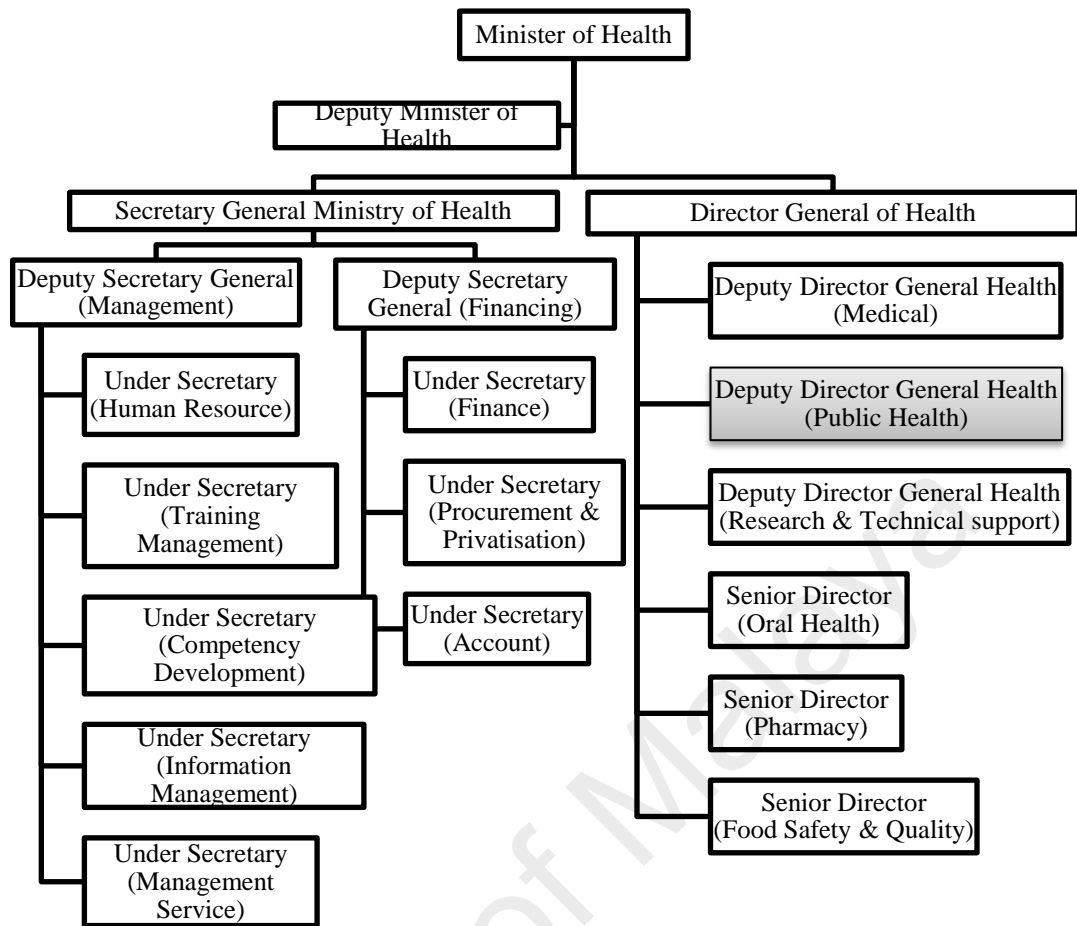 Minister of Health
Deputy Minister of
Health
Secretary General Ministry of Health
Director General of Health
Deputy Secretary General
(Management)
Deputy Secretary
General (Financing)
Under Secretary
(Human Resource)
Under Secretary
(Training
Management)
Under Secretary
(Competency
Development)
Under Secretary
(Information
Management)
Under Secretary
(Management
Service)
Under Secretary
(Finance)
Under Secretary
(Procurement &
Privatisation)
Under Secretary
(Account)
Deputy Director General Health
(Medical)
Deputy Director General Health
(Public Health)
Deputy Director General Health
(Research & Technical support)
Senior Director
(Oral Health)
Senior Director
(Pharmacy)
Senior Director
(Food Safety & Quality)
of Malaya